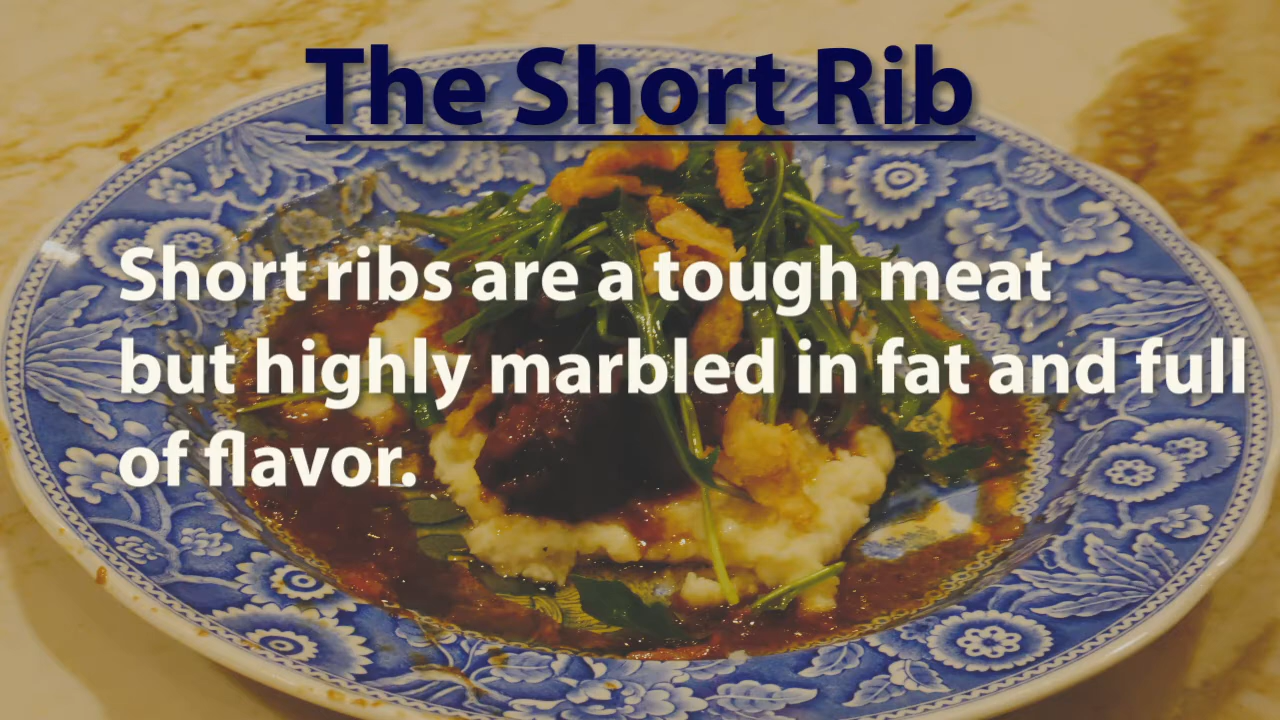 The Short Rib
Short ribs are a tough meat
but highly marbled in fat and full
of flavor.